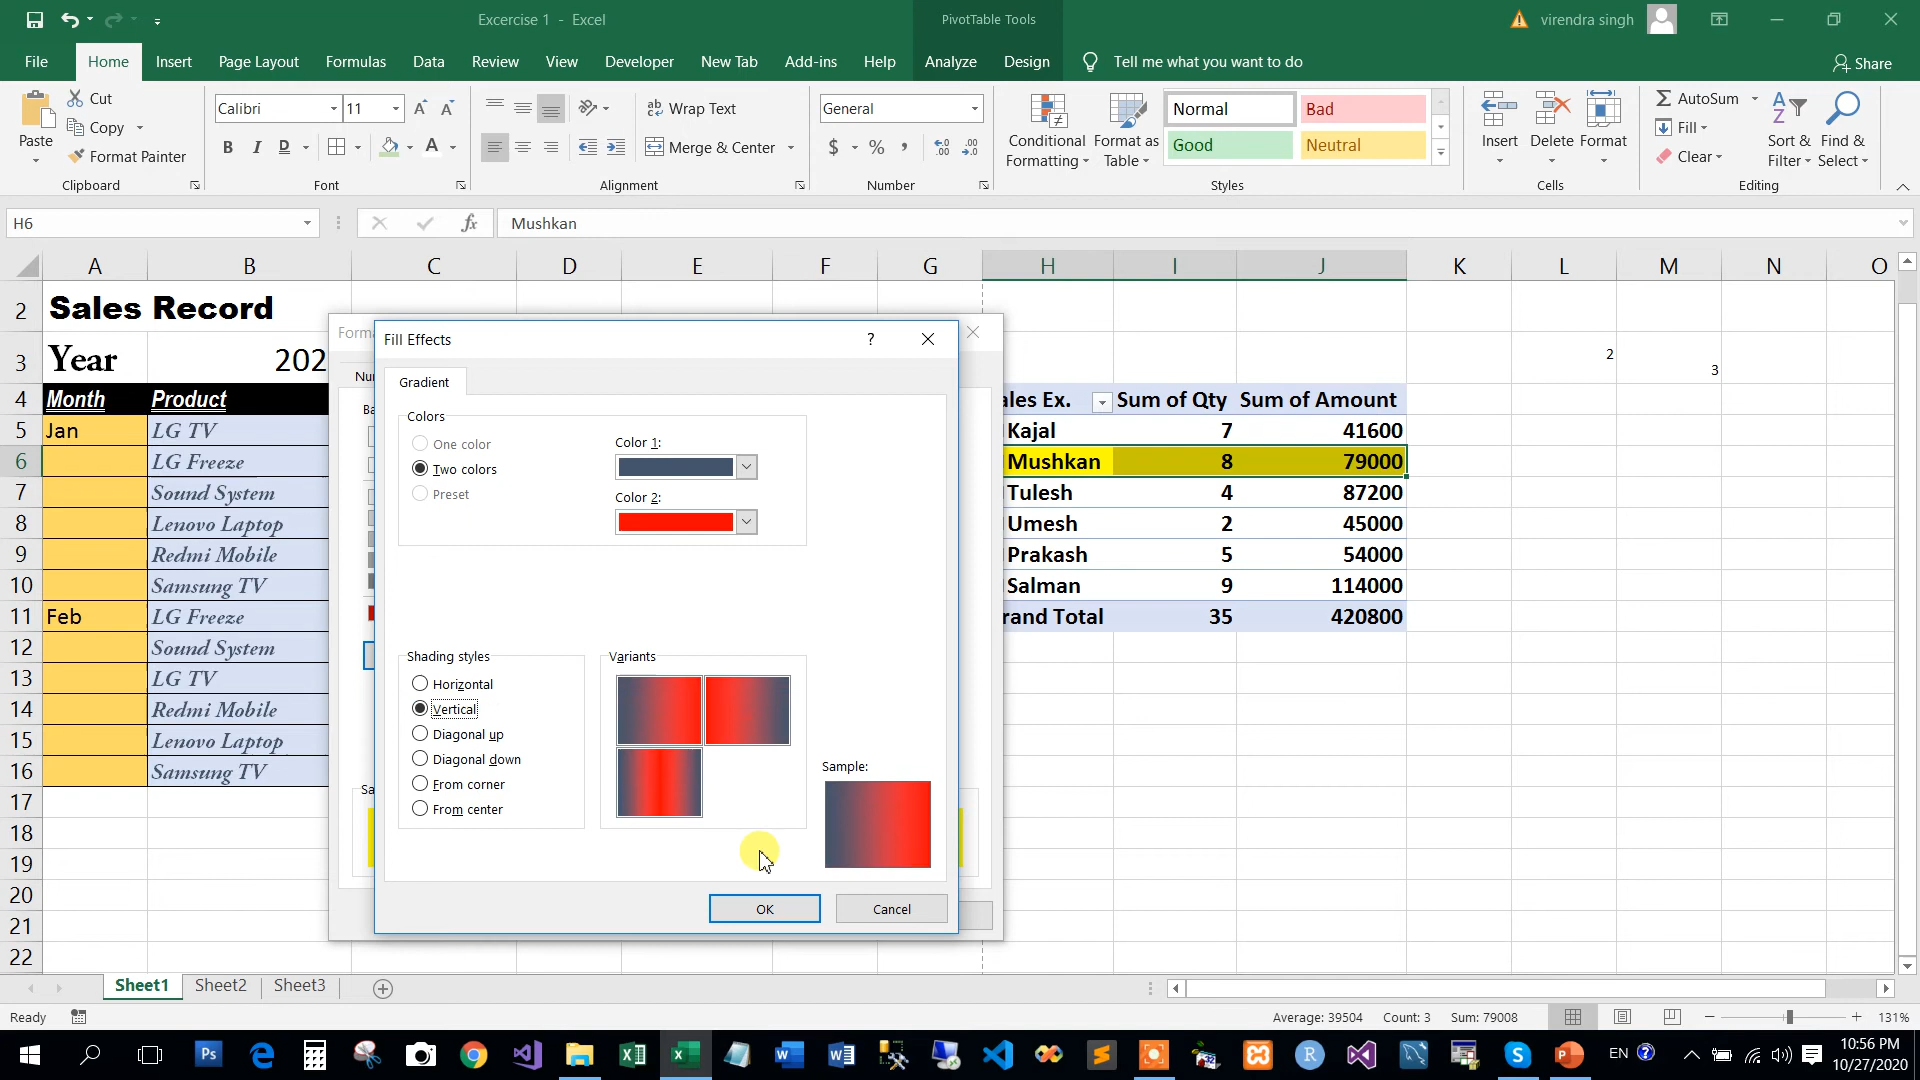 Excercise 1 - Excel
PivotTable Tools
virendra singh
File Home Insert Page Layout Formulas Data Review View Developer New Tab Add-ins Help Analyze Design Tell me what you want to do Share
Paste
Cut
Copy
Format Painter
Clipboard
Calibri 11
B I D A
Font
Wrap Text
Merge & Center
Alignment
General
$ % ,
Number
Conditional Formatting
Format as Table
Normal Bad
Good Neutral
Styles
Insert Delete Format
Cells
AutoSum
Fill
Clear
Sort & Filter
Find & Select
Editing
H6 fx Mushkan
A B C D E F G H I J K L M N O
2 Sales Record
3 Year 202 2 3
4 Month Product ales Ex. Sum of Qty Sum of Amount
5 Jan LG TV Kajal 7 41600
6 LG Freeze Mushkan 8 79000
7 Sound System Tulesh 4 87200
8 Lenovo Laptop Umesh 2 45000
9 Redmi Mobile Prakash 5 54000
10 Samsung TV Salman 9 114000
11 Feb LG Freeze rand Total 35 420800
12 Sound System
13 LG TV
14 Redmi Mobile
15 Lenovo Laptop
16 Samsung TV
17
18
19
20
21
22
Forma
Nun
Ba
Sa
Fill Effects ?
Gradient
Colors
One color
Two colors
Preset
Color 1:
Color 2:
Shading styles
Horizontal
Vertical
Diagonal up
Diagonal down
From corner
From center
Variants
Sample:
OK Cancel
Sheet1 Sheet2 Sheet3
Ready Average: 39504 Count: 3 Sum: 79008 131%
Ps
EN
10:56 PM
10/27/2020